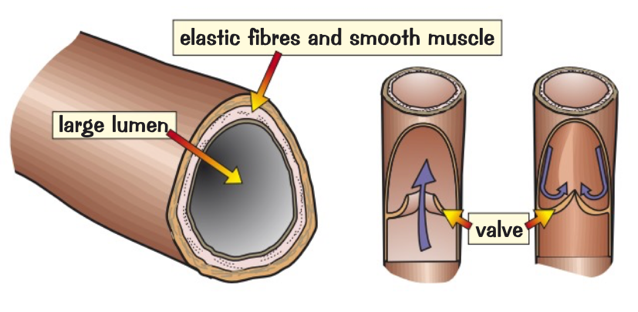 elastic fibres and smooth muscle
large lumen
valve